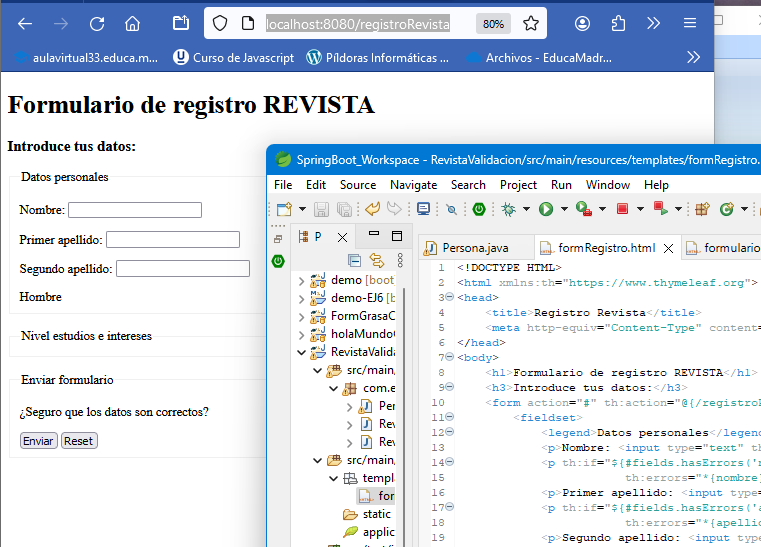 localhost:8080/registroRevista
80%
aulavirtual33.educa.m...
Curso de Javascript
Píldoras Informáticas ...
Archivos - EducaMadr...
Formulario de registro REVISTA
Introduce tus datos:
Datos personales
Nombre:
Primer apellido:
Segundo apellido:
Hombre
Nivel estudios e intereses
Enviar formulario
¿Seguro que los datos son correctos?
Enviar Reset
SpringBoot_Workspace - RevistaValidacion/src/main/resources/templates/formRegistro.
File Edit Source Navigate Search Project Run Window Help
P
demo [boot
demo-EJ6 [
FormGrasaC
holaMundo
RevistaValida
src/main,
com.e
Per
Rev
Rev
src/main,
templa
for
static
applic
Persona.java
formRegistro.html
formulario
1 <!DOCTYPE HTML>
2 <html xmlns:th="https://www.thymeleaf.org">
3 <head>
4 <title>Registro Revista</title>
5 <meta http-equiv="Content-Type" content=
6 </head>
7 <body>
8 <h1>Formulario de registro REVISTA</h1>
9 <h3>Introduce tus datos:</h3>
10 <form action="#" th:action="@{/registroR
11 <fieldset>
12 <legend>Datos personales</legend
13 <p>Nombre: <input type="text" th
14 <p th:if="${#fields.hasErrors('n
15 th:errors="*{nombre}
16 <p>Primer apellido: <input type=
17 <p th:if="${#fields.hasErrors('a
18 th:errors="*{apellid
19 <p>Segundo apellido: <input type